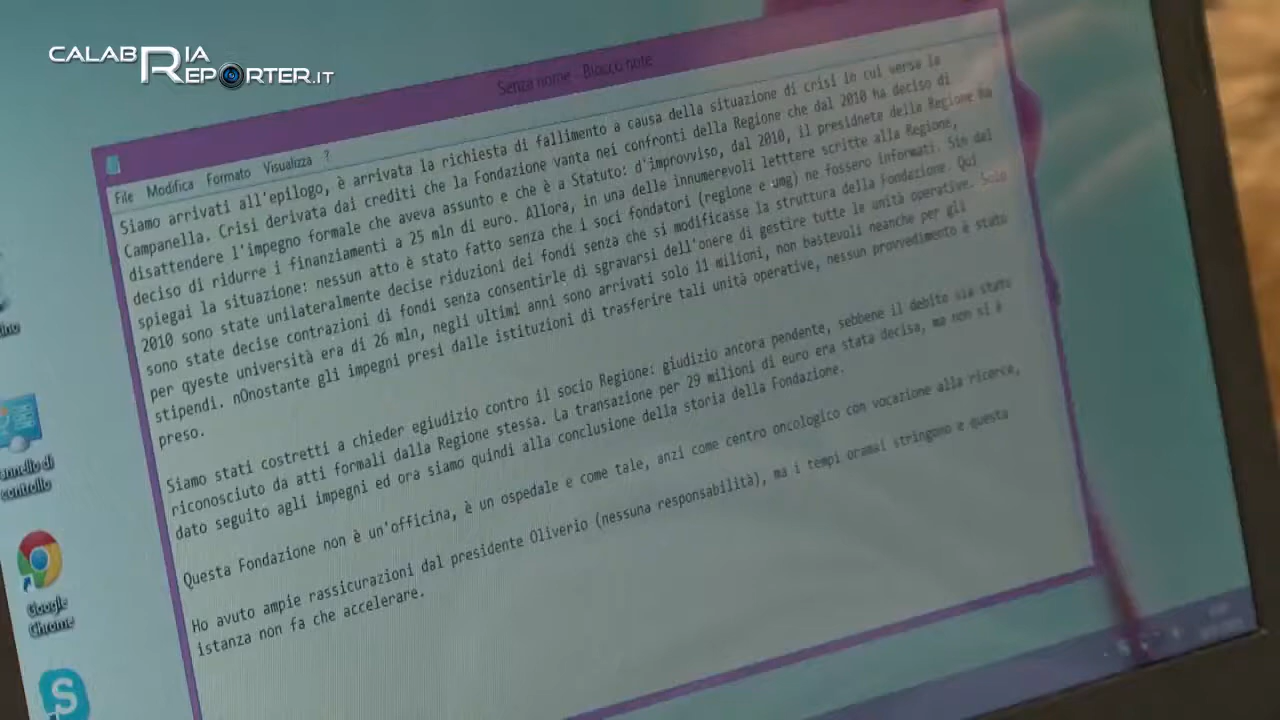 CALABRIA
REPORTER.IT
Senza nome - Blocco note
File Modifica Formato Visualizza ?
Siamo arrivati all'epilogo, è arrivata la richiesta di fallimento a causa della situazione di crisi in cui versa la
Campanella. Crisi derivata dai crediti che la Fondazione vanta nei confronti della Regione che dal 2010 ha deciso di
disattendere l'impegno formale che aveva assunto e che è a Statuto: d'improvviso, dal 2010, il presidnete della Regione ha
deciso di ridurre i finanziamenti a 25 mln di euro. Allora, in una delle innumerevoli letttere scritte alla Regione,
spiegai la situazione: nessun atto è stato fatto senza che i soci fondatori (regione e umg) ne fossero informati. Sin dal
2010 sono state unilateralmente decise riduzioni dei fondi senza che si modificasse la struttura della Fondazione. Qui
sono state decise contrazioni di fondi senza consentirle di sgravarsi dell'onere di gestire tutte le unità operative. Solo
per qyeste università era di 26 mln, negli ultimi anni sono arrivati solo 11 milioni, non bastevoli neanche per gli
stipendi. nOnostante gli impegni presi dalle istituzioni di trasferire tali unità operative, nessun provvedimento è stato
preso.
Siamo stati costretti a chieder egiudizio contro il socio Regione: giudizio ancora pendente, sebbene il debito sia stato
riconosciuto da atti formali dalla Regione stessa. La transazione per 29 milioni di euro era stata decisa, ma non si è
dato seguito agli impegni ed ora siamo quindi alla conclusione della storia della Fondazione.
Questa Fondazione non è un'officina, è un ospedale e come tale, anzi come centro oncologico con vocazione alla ricerca,
Ho avuto ampie rassicurazioni dal presidente Oliverio (nessuna responsabilità), ma i tempi oramai stringono e questa
istanza non fa che accelerare.
controllo
Google
Chrome
S